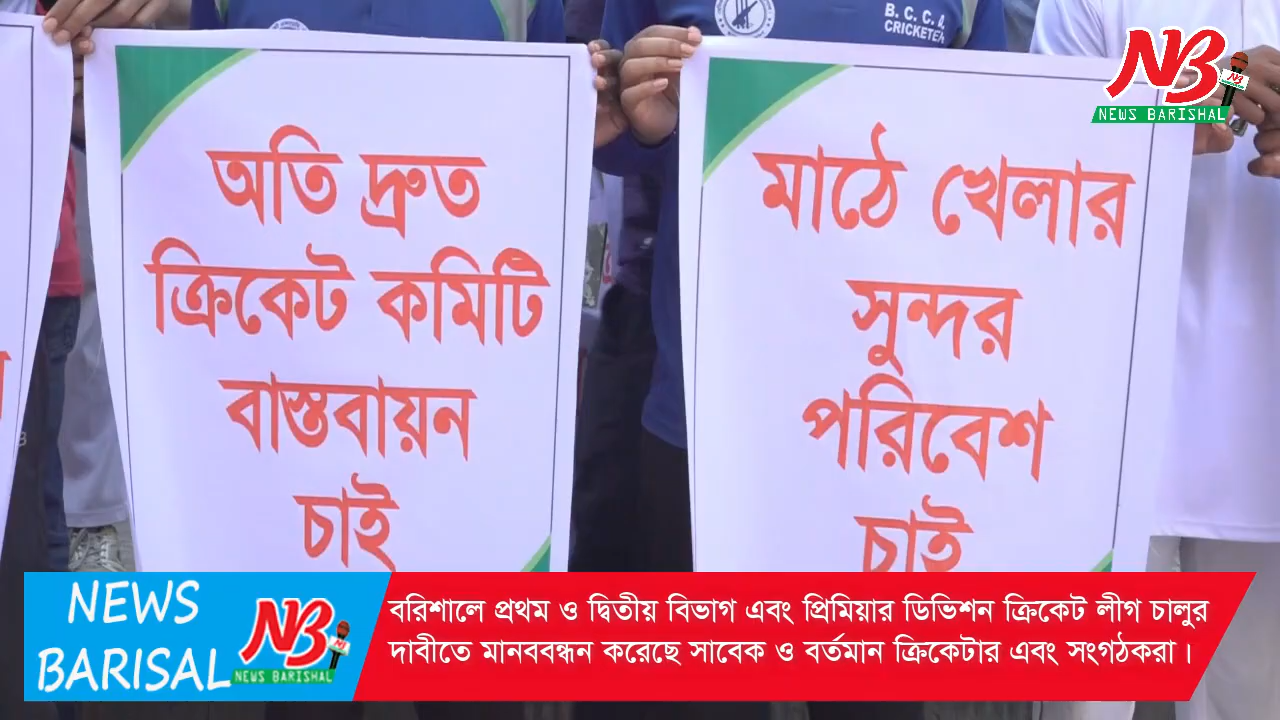 B. C. C. A.
CRICKETER
NB
NEWS BARISHAL
অতি দ্রুত
ক্রিকেট কমিটি
বাস্তবায়ন
চাই
মাঠে খেলার
সুন্দর
পরিবেশ
চাই
NEWS
BARISAL
NB
NEWS BARISHAL
বরিশালে প্রথম ও দ্বিতীয় বিভাগ এবং প্রিমিয়ার ডিভিশন ক্রিকেট লীগ চালুর
দাবীতে মানববন্ধন করেছে সাবেক ও বর্তমান ক্রিকেটার এবং সংগঠকরা।